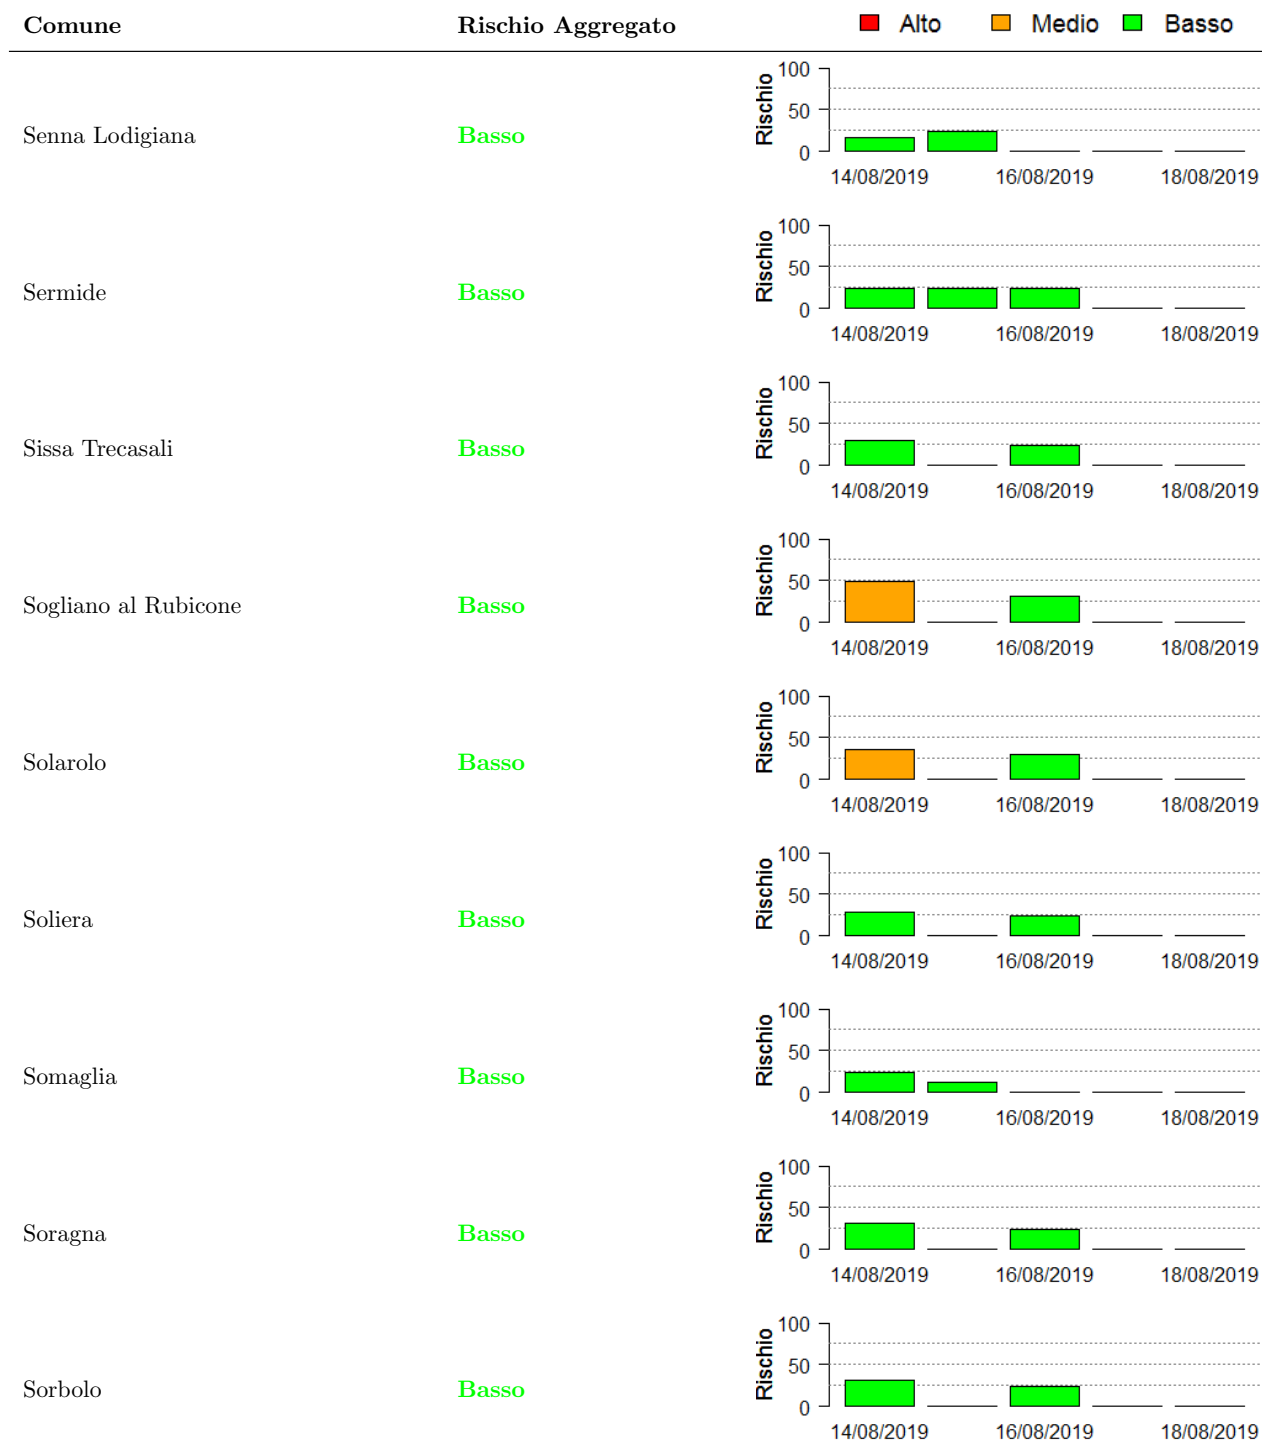 Comune Rischio Aggregato Alto Medio Basso
100
50
0
Rischio
Senna Lodigiana Basso
14/08/2019 16/08/2019 18/08/2019
100
50
0
Rischio
Sermide Basso
14/08/2019 16/08/2019 18/08/2019
100
50
0
Rischio
Sissa Trecasali Basso
14/08/2019 16/08/2019 18/08/2019
100
50
0
Rischio
Sogliano al Rubicone Basso
14/08/2019 16/08/2019 18/08/2019
100
50
0
Rischio
Solarolo Basso
14/08/2019 16/08/2019 18/08/2019
100
50
0
Rischio
Soliera Basso
14/08/2019 16/08/2019 18/08/2019
100
50
0
Rischio
Somaglia Basso
14/08/2019 16/08/2019 18/08/2019
100
50
0
Rischio
Soragna Basso
14/08/2019 16/08/2019 18/08/2019
100
50
0
Rischio
Sorbolo Basso
14/08/2019 16/08/2019 18/08/2019